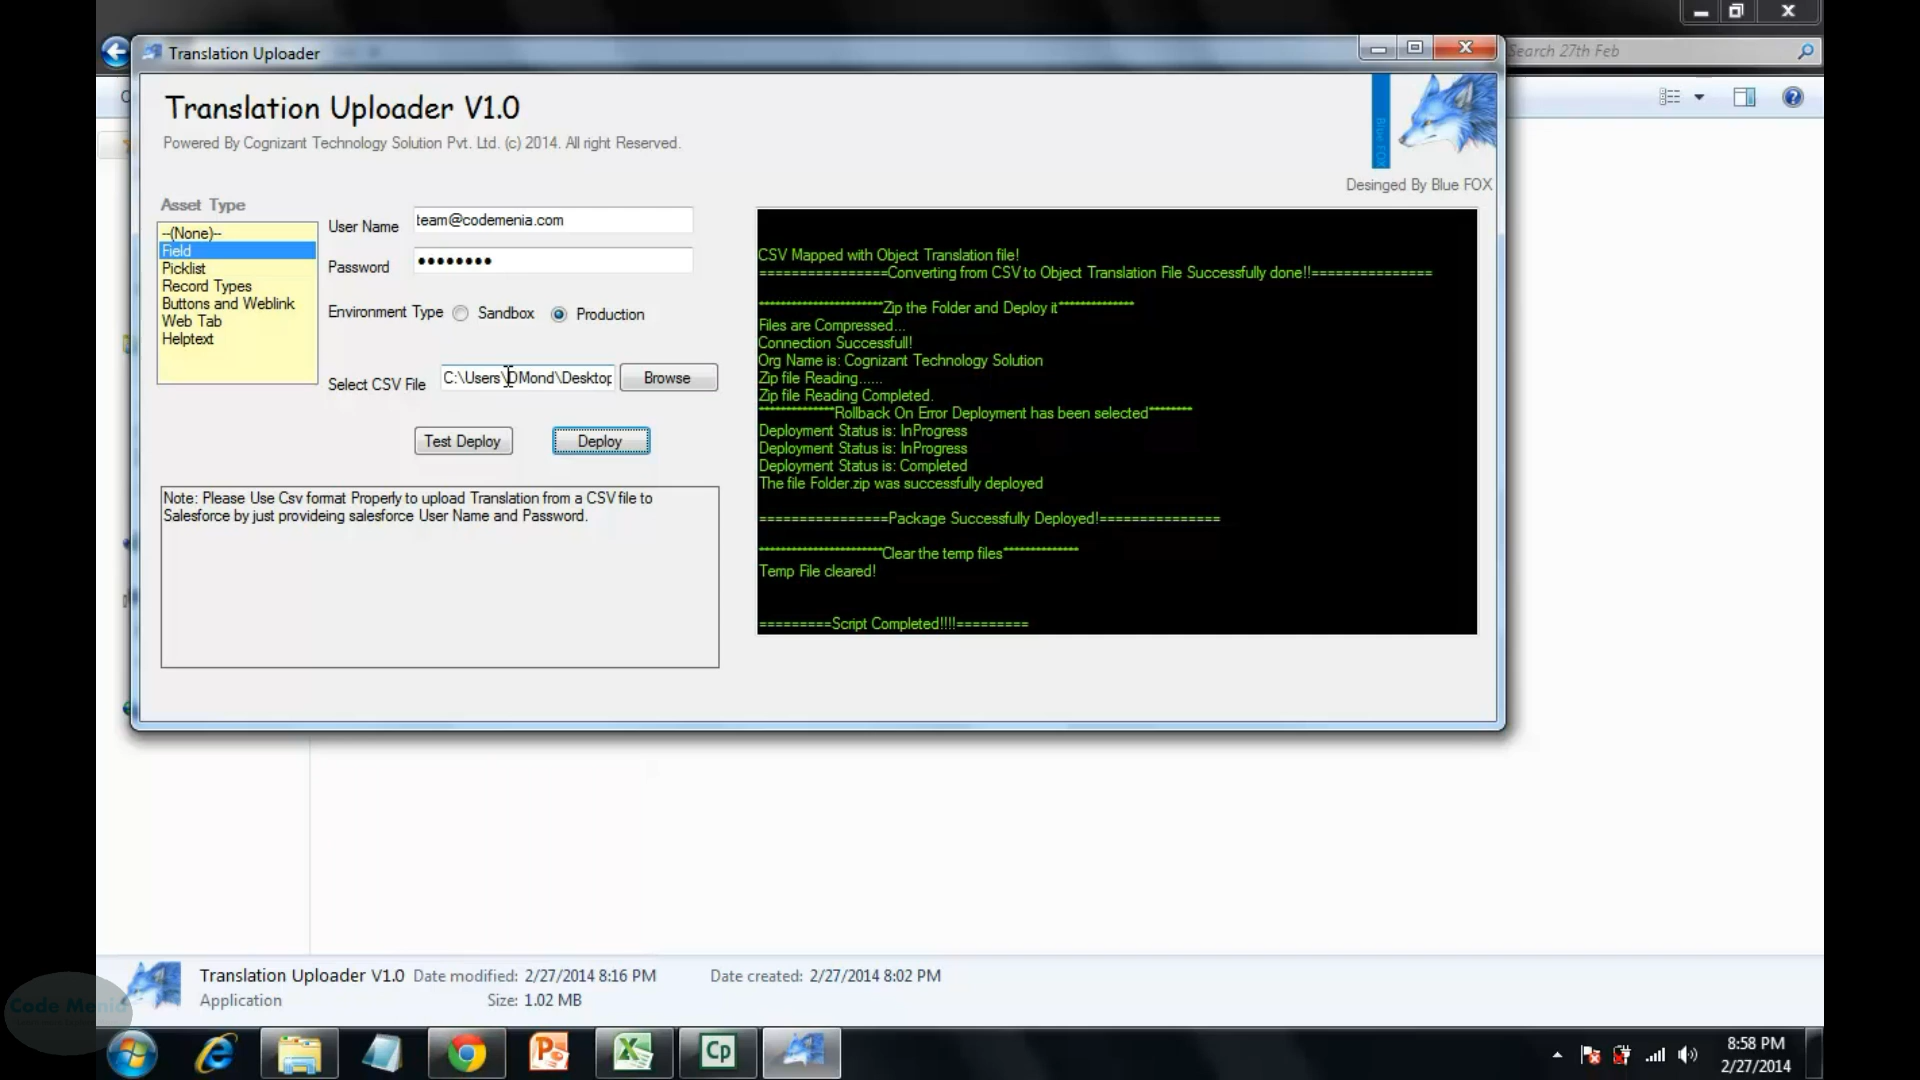 Search 27th Feb
Translation Uploader
Translation Uploader V1.0
Powered By Cognizant Technology Solution Pvt. Ltd. (c) 2014. All right Reserved.
Blue FOX
Desinged By Blue FOX
Asset Type
--(None)--
Field
Picklist
Record Types
Buttons and Weblink
Web Tab
Helptext
User Name
team@codemenia.com
Password
••••••••
Environment Type
Sandbox
Production
Select CSV File
C:\Users\DMond\Desktop
Browse
Test Deploy
Deploy
Note: Please Use Csv format Properly to upload Translation from a CSV file to
Salesforce by just provideing salesforce User Name and Password.
CSV Mapped with Object Translation file!
================Converting from CSV to Object Translation File Successfully done!!===============
*************************Zip the Folder and Deploy it***************
Files are Compressed...
Connection Successfull!
Org Name is: Cognizant Technology Solution
Zip file Reading......
Zip file Reading Completed.
***************Rollback On Error Deployment has been selected********
Deployment Status is: InProgress
Deployment Status is: InProgress
Deployment Status is: Completed
The file Folder.zip was successfully deployed
================Package Successfully Deployed!===============
*************************Clear the temp files***************
Temp File cleared!
=========Script Completed!!!!=========
Translation Uploader V1.0 Date modified: 2/27/2014 8:16 PM Date created: 2/27/2014 8:02 PM
Application Size: 1.02 MB
Code Menia
Cp
8:58 PM
2/27/2014